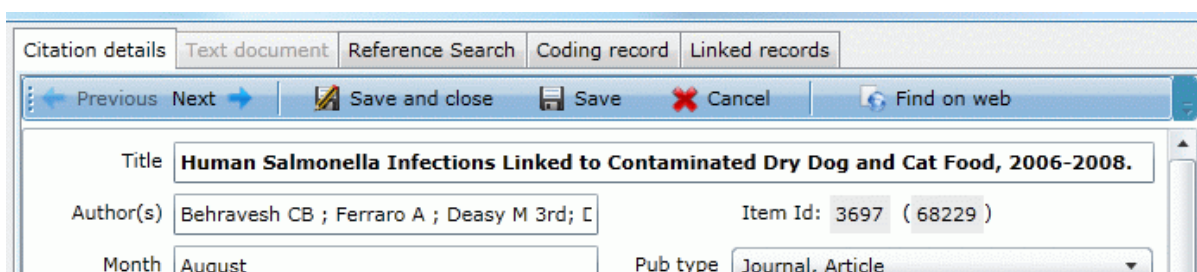 Citation details Text document Reference Search Coding record Linked records
Previous Next Save and close Save Cancel Find on web
Title Human Salmonella Infections Linked to Contaminated Dry Dog and Cat Food, 2006-2008.
Author(s) Behravesh CB ; Ferraro A ; Deasy M 3rd; Item Id: 3697 ( 68229 )
Month August Pub type Journal, Article